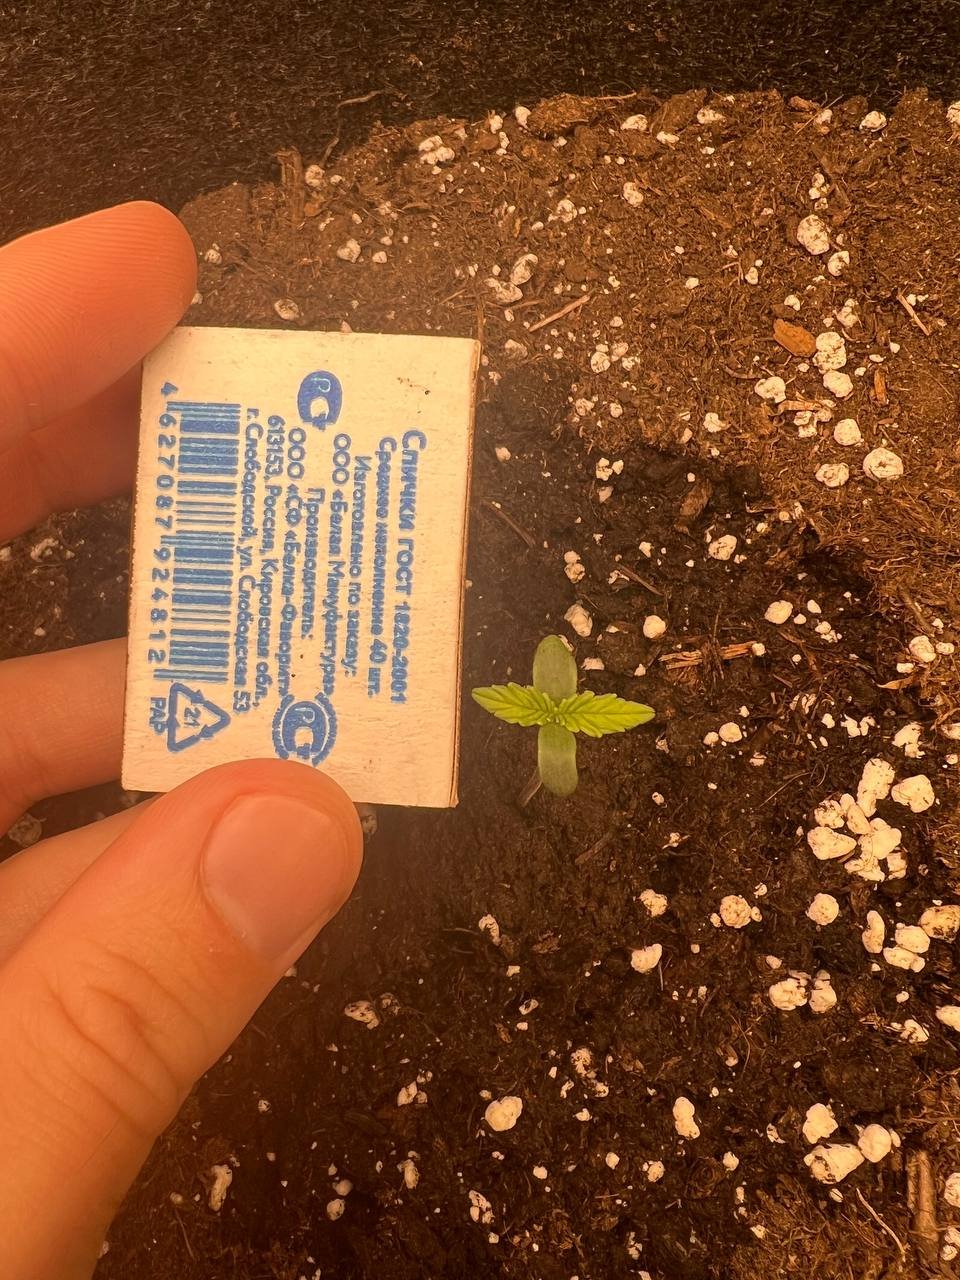 Спички ГОСТ 1820-2001
Среднее наполнение 40 шт.
Изготовлено по заказу:
ООО «Белая Мануфактура»
Производитель:
ООО «СФ «Белка-Фаворит»
613153, Россия, Кировская обл.,
г. Слободской, ул. Слободская 53
4 627087 924812
21
PAP